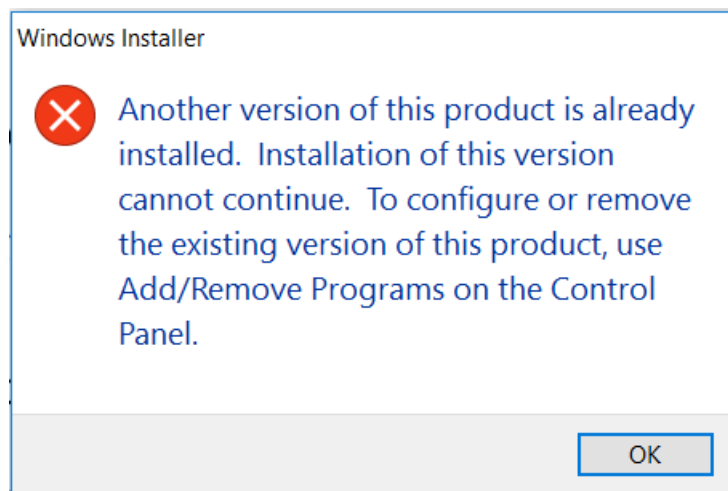 Windows Installer
Another version of this product is already
installed.  Installation of this version
cannot continue.  To configure or remove
the existing version of this product, use
Add/Remove Programs on the Control
Panel.
OK